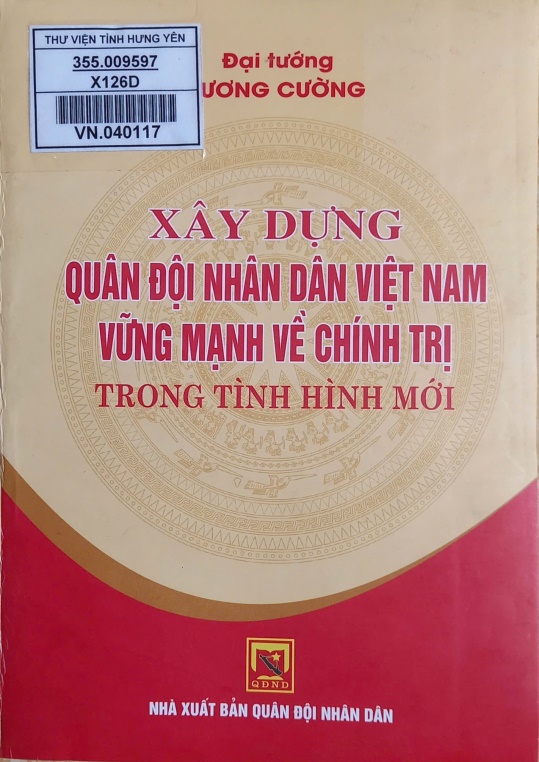 THƯ VIỆN TỈNH HƯNG YÊN
355.009597
X126D
VN.040117
Đại tướng
ƯƠNG CƯỜNG
XÂY DỰNG
QUÂN ĐỘI NHÂN DÂN VIỆT NAM
VỮNG MẠNH VỀ CHÍNH TRỊ
TRONG TÌNH HÌNH MỚI
QĐND
NHÀ XUẤT BẢN QUÂN ĐỘI NHÂN DÂN